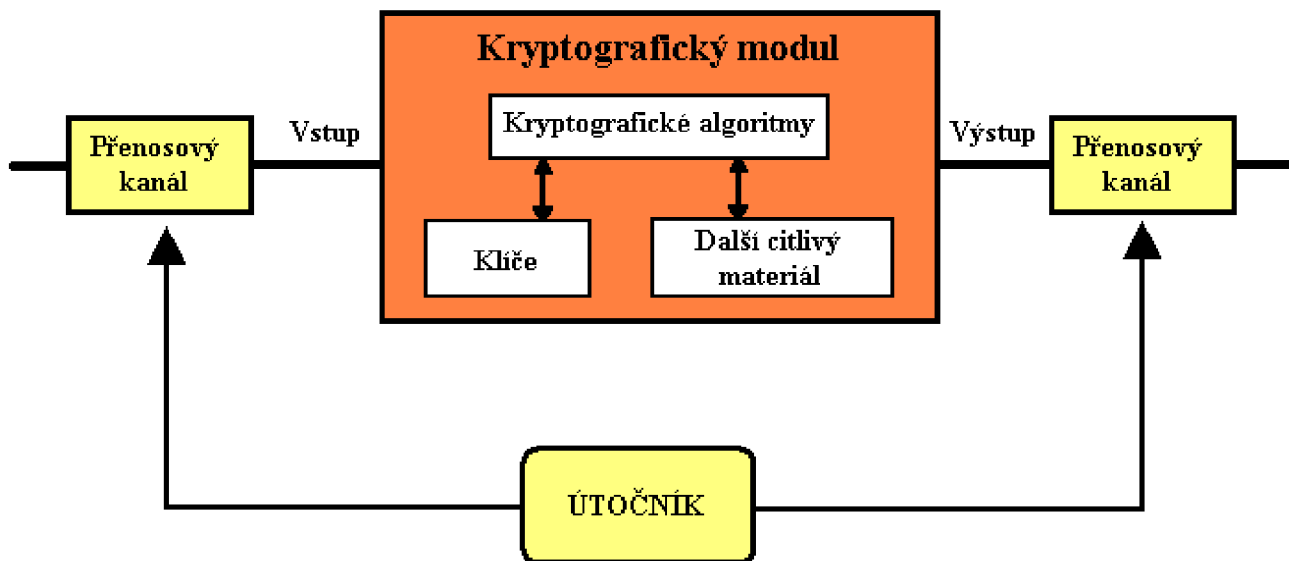 Kryptografický modul
Kryptografické algoritmy
Vstup
Výstup
Přenosový
kanál
Přenosový
kanál
Klíče
Další citlivý
materiál
ÚTOČNÍK